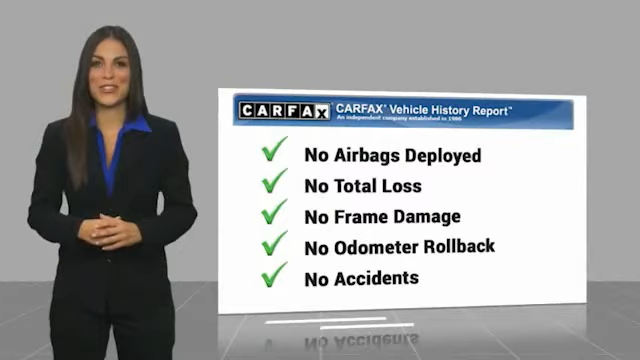 CARFAX CARFAX® Vehicle History Report™
An independent company established in 1986
No Airbags Deployed
No Total Loss
No Frame Damage
No Odometer Rollback
No Accidents